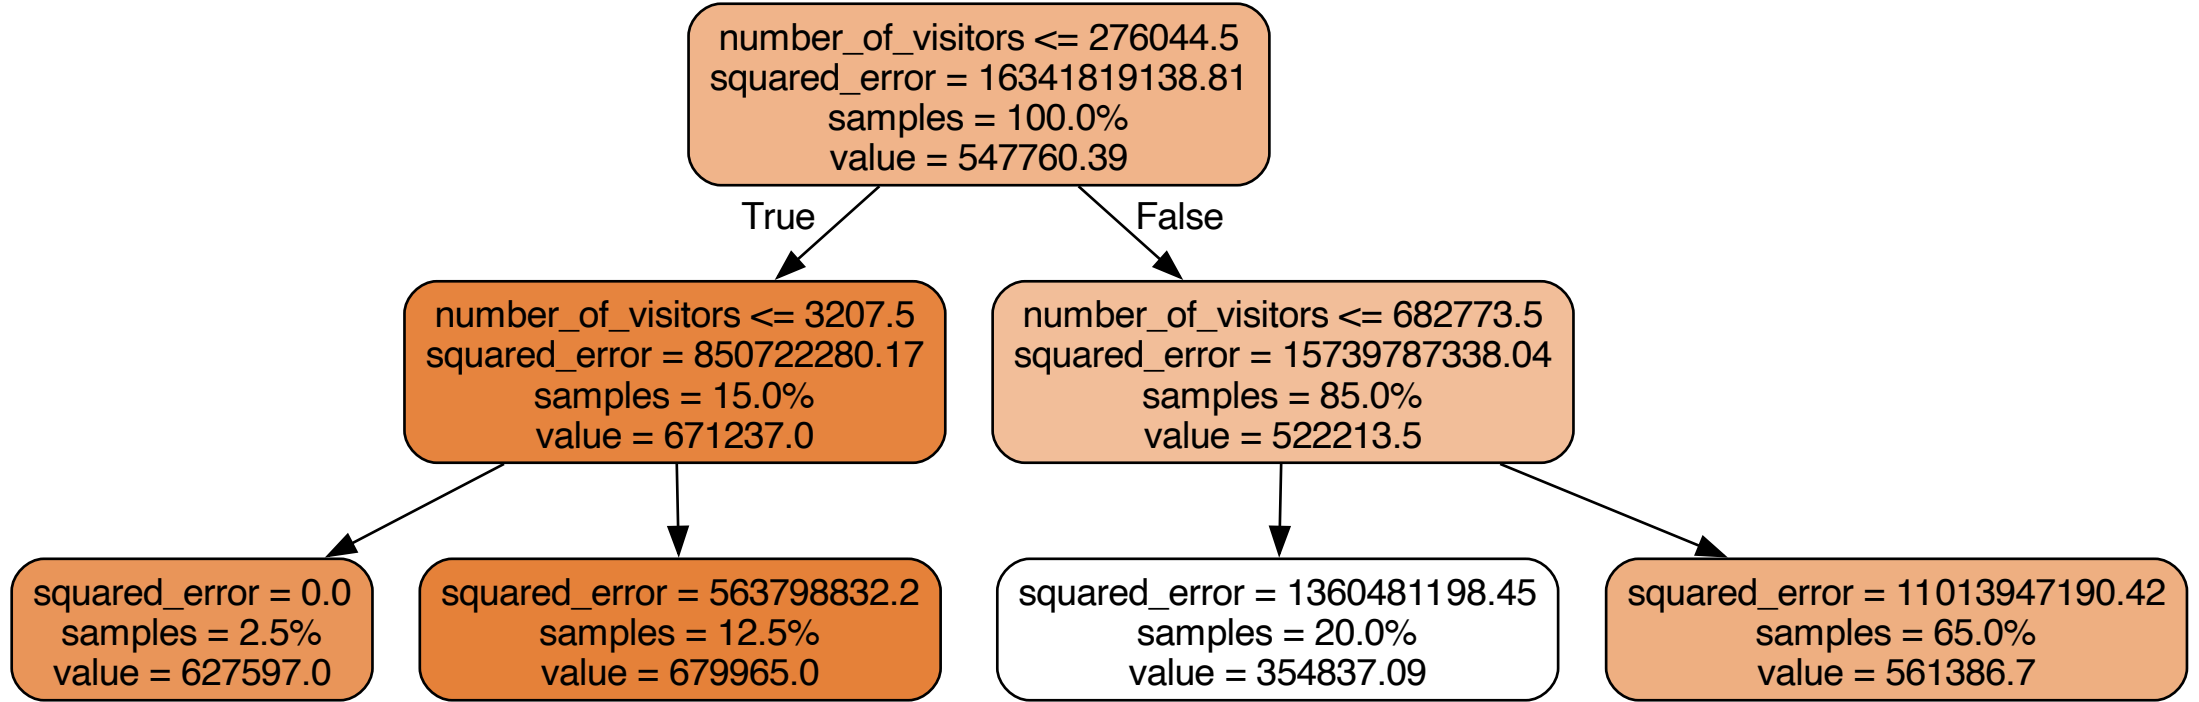 number_of_visitors <= 276044.5
squared_error = 16341819138.81
samples = 100.0%
value = 547760.39
True
False
number_of_visitors <= 3207.5
squared_error = 850722280.17
samples = 15.0%
value = 671237.0
number_of_visitors <= 682773.5
squared_error = 15739787338.04
samples = 85.0%
value = 522213.5
squared_error = 0.0
samples = 2.5%
value = 627597.0
squared_error = 563798832.2
samples = 12.5%
value = 679965.0
squared_error = 1360481198.45
samples = 20.0%
value = 354837.09
squared_error = 11013947190.42
samples = 65.0%
value = 561386.7